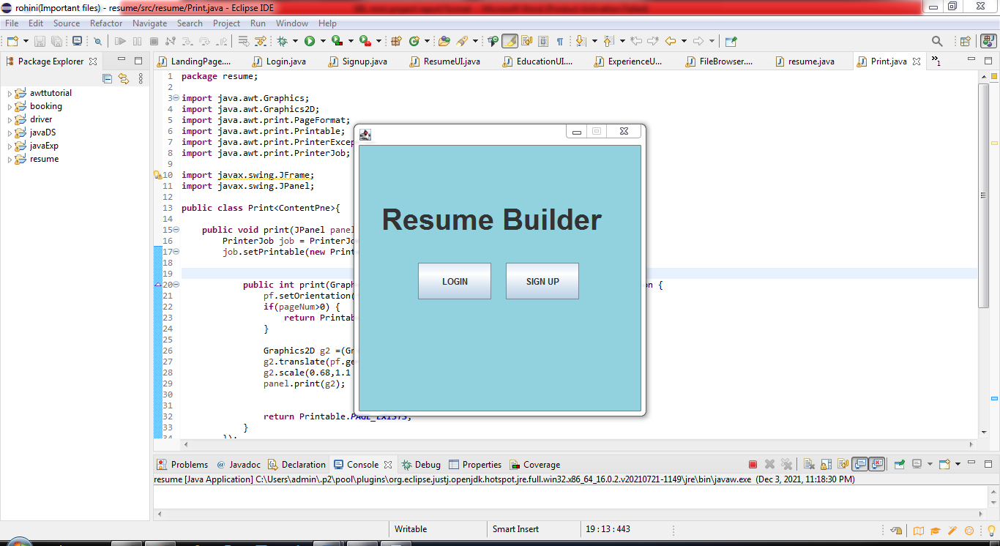 rohini(Important files) - resume/src/resume/Print.java - Eclipse IDE
File Edit Source Refactor Navigate Search Project Run Window Help
Package Explorer
LandingPage.... Login.java Signup.java ResumeUI.java EducationUI.... ExperienceU... FileBrowser.... resume.java Print.java »1
awttutorial
booking
driver
javaDS
javaExp
resume
1 package resume;
2
3 import java.awt.Graphics;
4 import java.awt.Graphics2D;
5 import java.awt.print.PageFormat;
6 import java.awt.print.Printable;
7 import java.awt.print.PrinterExcep
8 import java.awt.print.PrinterJob;
9
10 import javax.swing.JFrame;
11 import javax.swing.JPanel;
12
13 public class Print<ContentPne>{
14
15 public void print(JPanel panel
16 PrinterJob job = PrinterJo
17 job.setPrintable(new Print
18
19
20 public int print(Graph on {
21 pf.setOrientation(
22 if(pageNum>0) {
23 return Printab
24 }
25
26 Graphics2D g2 =(Gr
27 g2.translate(pf.ge
28 g2.scale(0.68,1.1
29 panel.print(g2);
30
31
32 return Printable.PAGE_EXISTS;
33 }
34 });
Resume Builder
LOGIN SIGN UP
Problems @ Javadoc Declaration Console Debug Properties Coverage
resume [Java Application] C:\Users\admin\.p2\pool\plugins\org.eclipse.justj.openjdk.hotspot.jre.full.win32.x86_64_16.0.2.v20210721-1149\jre\bin\javaw.exe (Dec 3, 2021, 11:18:30 PM)
Writable Smart Insert 19 : 13 : 443